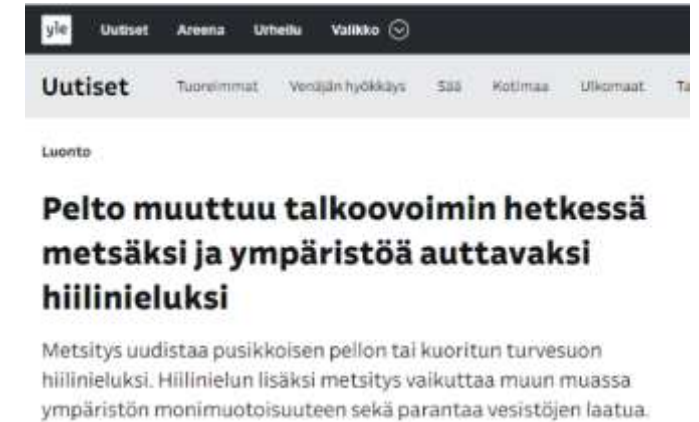 yle Uutiset Areena Urheilu Valikko
Uutiset Tuoreimmat Venäjän hyökkäys Sää Kotimaa Ulkomaat Ta
Luonto
Pelto muuttuu talkoovoimin hetkessä
metsäksi ja ympäristöä auttavaksi
hiilinieluksi
Metsitys uudistaa pusikkoisen pellon tai kuoritun turvesuon
hiilinieluksi. Hiilinielun lisäksi metsitys vaikuttaa muun muassa
ympäristön monimuotoisuuteen sekä parantaa vesistöjen laatua.